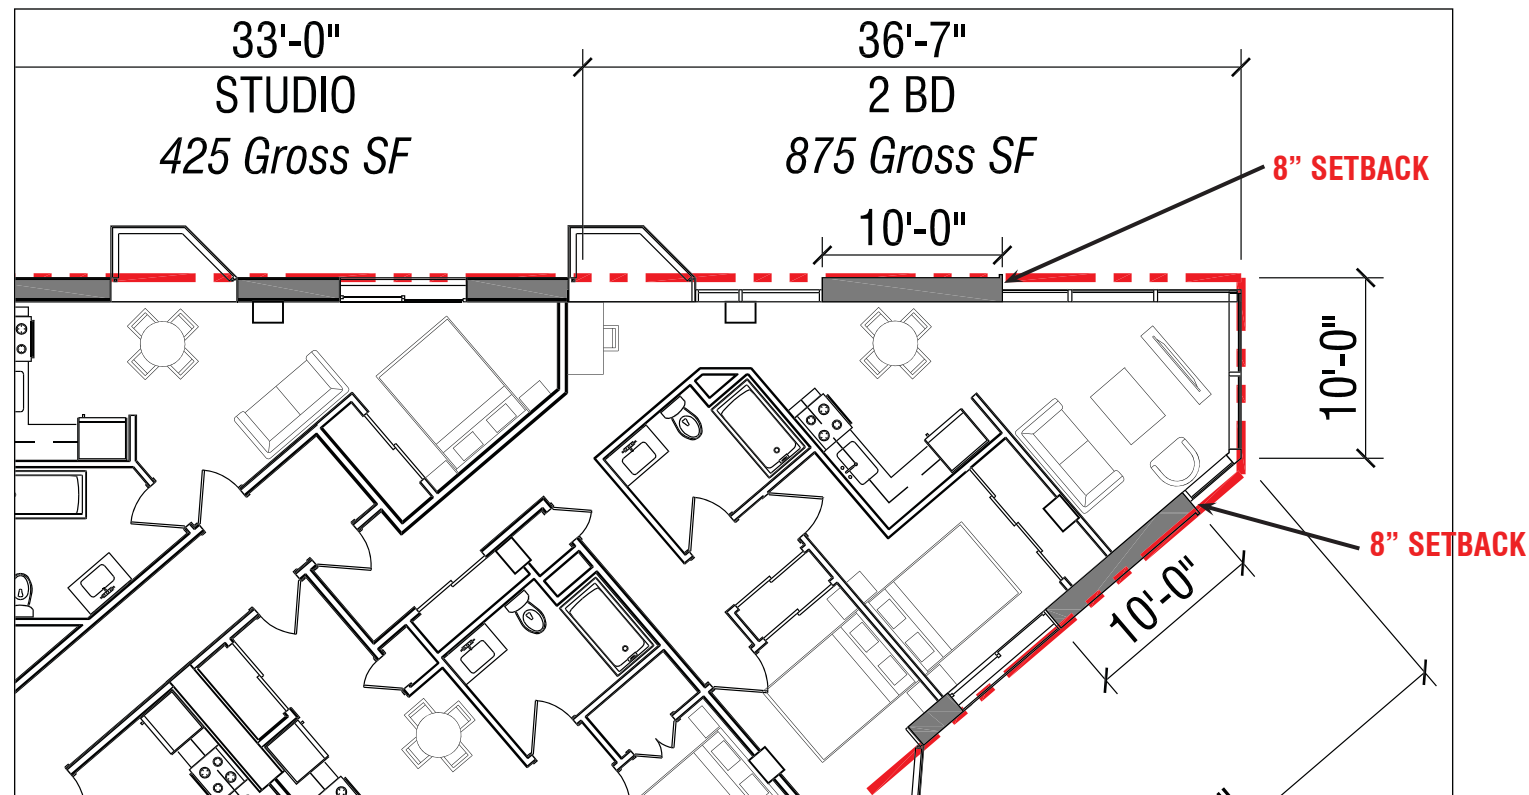 33'-0"
36'-7"
STUDIO
2 BD
425 Gross SF
875 Gross SF
8” SETBACK
10'-0"
10'-0"
8” SETBACK
10'-0"